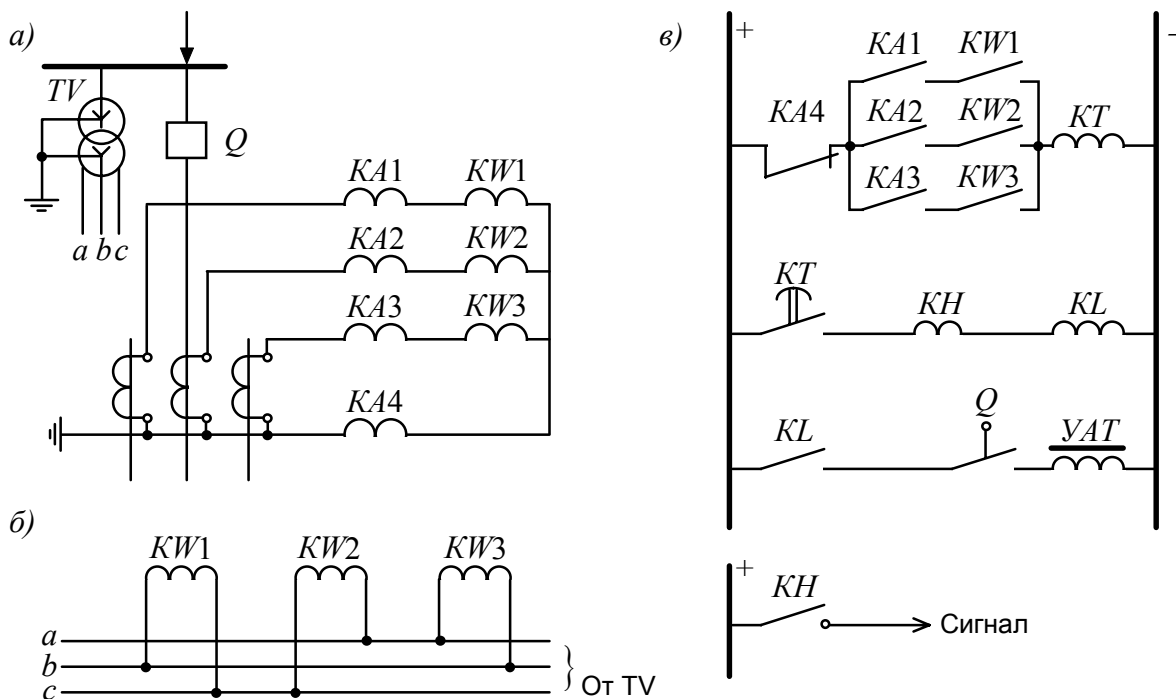 а)
TV
Q
a b c
KA1 KW1
KA2 KW2
KA3 KW3
KA4
б)
KW1 KW2 KW3
a
b
c
От TV
в)
+ –
KA1 KW1
KA4 KA2 KW2 KT
KA3 KW3
KT KH KL
KL Q УАТ
+
KH
Сигнал